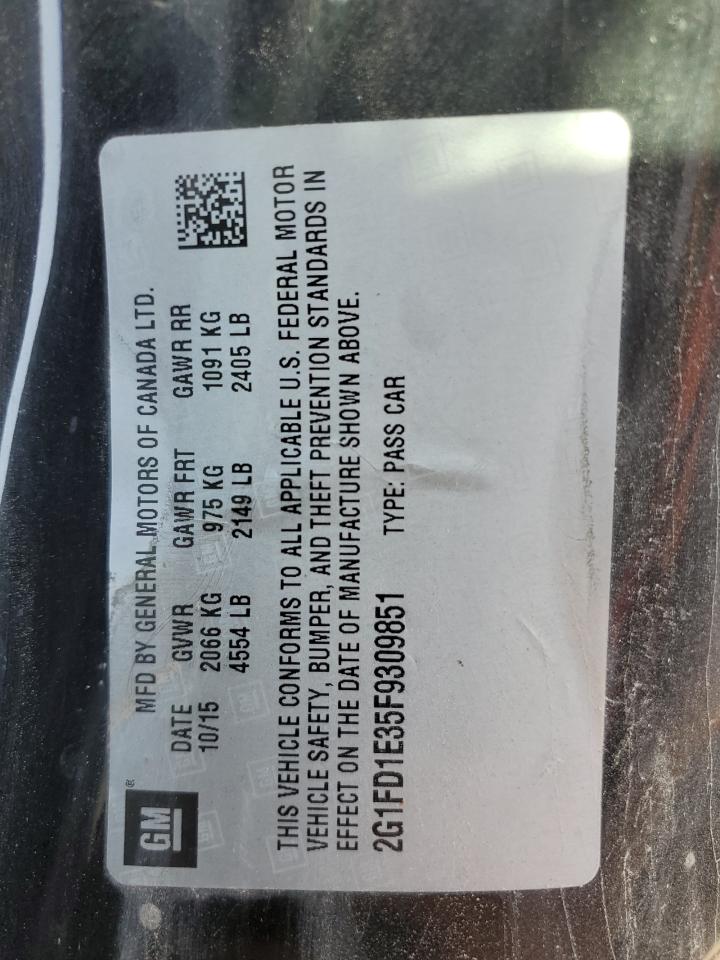 GM®
MFD BY GENERAL MOTORS OF CANADA LTD.
DATE GVWR GAWR FRT GAWR RR
10/15 2066 KG 975 KG 1091 KG
4554 LB 2149 LB 2405 LB
THIS VEHICLE CONFORMS TO ALL APPLICABLE U.S. FEDERAL MOTOR
VEHICLE SAFETY, BUMPER, AND THEFT PREVENTION STANDARDS IN
EFFECT ON THE DATE OF MANUFACTURE SHOWN ABOVE.
2G1FD1E35F9309851 TYPE: PASS CAR